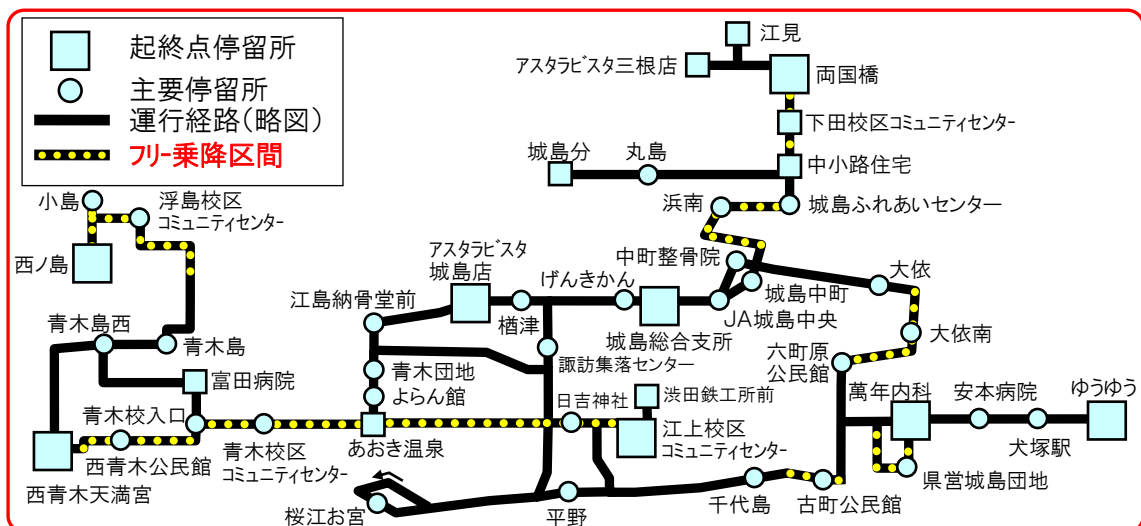 起終点停留所
主要停留所
運行経路(略図)
フリー乗降区間
江見
アスタラビスタ三根店
両国橋
下田校区コミュニティセンター
城島分
丸島
中小路住宅
浜南
城島ふれあいセンター
小島
浮島校区
コミュニティセンター
西ノ島
アスタラビスタ
城島店
げんきかん
中町整骨院
大依
江島納骨堂前
楢津
城島総合支所
JA城島中央
城島中町
大依南
青木島西
青木島
諏訪集落センター
六町原
公民館
富田病院
青木団地
よらん館
日吉神社
渋田鉄工所前
萬年内科
安本病院
ゆうゆう
青木校入口
西青木公民館
青木校区
コミュニティセンター
あおき温泉
江上校区
コミュニティセンター
犬塚駅
西青木天満宮
桜江お宮
平野
千代島
古町公民館
県営城島団地